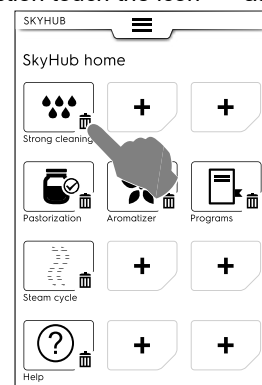 SKYHUB
SkyHub home
+ +
Strong cleaning
Pastorization Aromatizer Programs
+ +
Steam cycle
? + +
Help